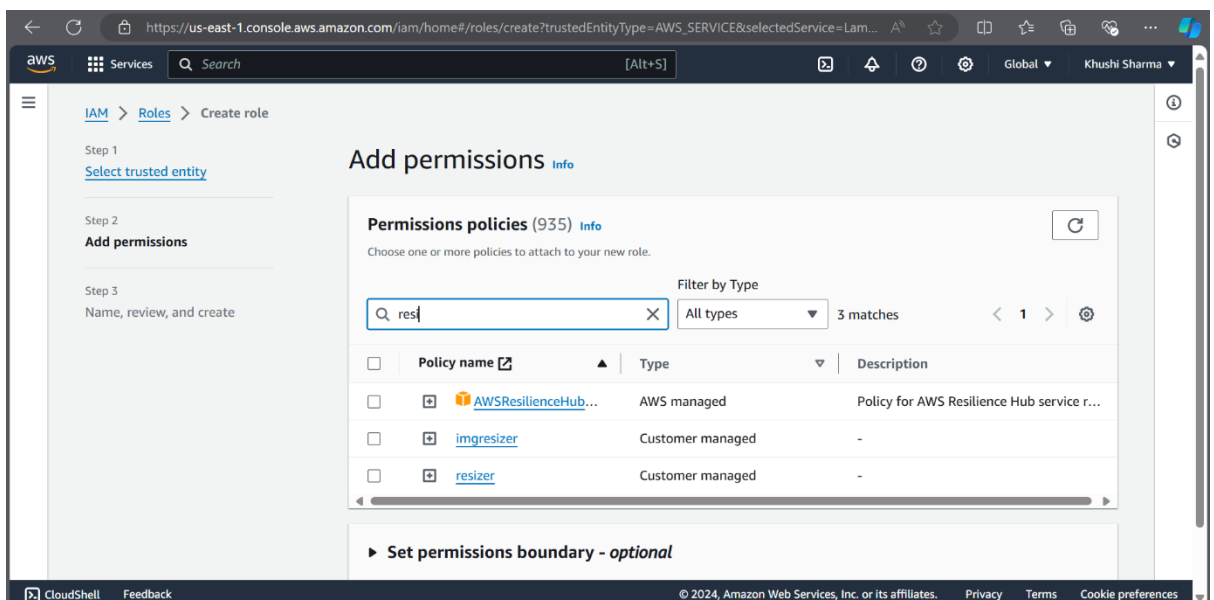 https://us-east-1.console.aws.amazon.com/iam/home#/roles/create?trustedEntityType=AWS_SERVICE&selectedService=Lam...
aws Services Search [Alt+S] Global Khushi Sharma
IAM > Roles > Create role
Step 1
Select trusted entity
Step 2
Add permissions
Step 3
Name, review, and create
Add permissions Info
Permissions policies (935) Info
Choose one or more policies to attach to your new role.
Filter by Type
resi All types 3 matches 1
Policy name Type Description
AWSResilienceHub... AWS managed Policy for AWS Resilience Hub service r...
imgresizer Customer managed -
resizer Customer managed -
Set permissions boundary - optional
CloudShell Feedback © 2024, Amazon Web Services, Inc. or its affiliates. Privacy Terms Cookie preferences